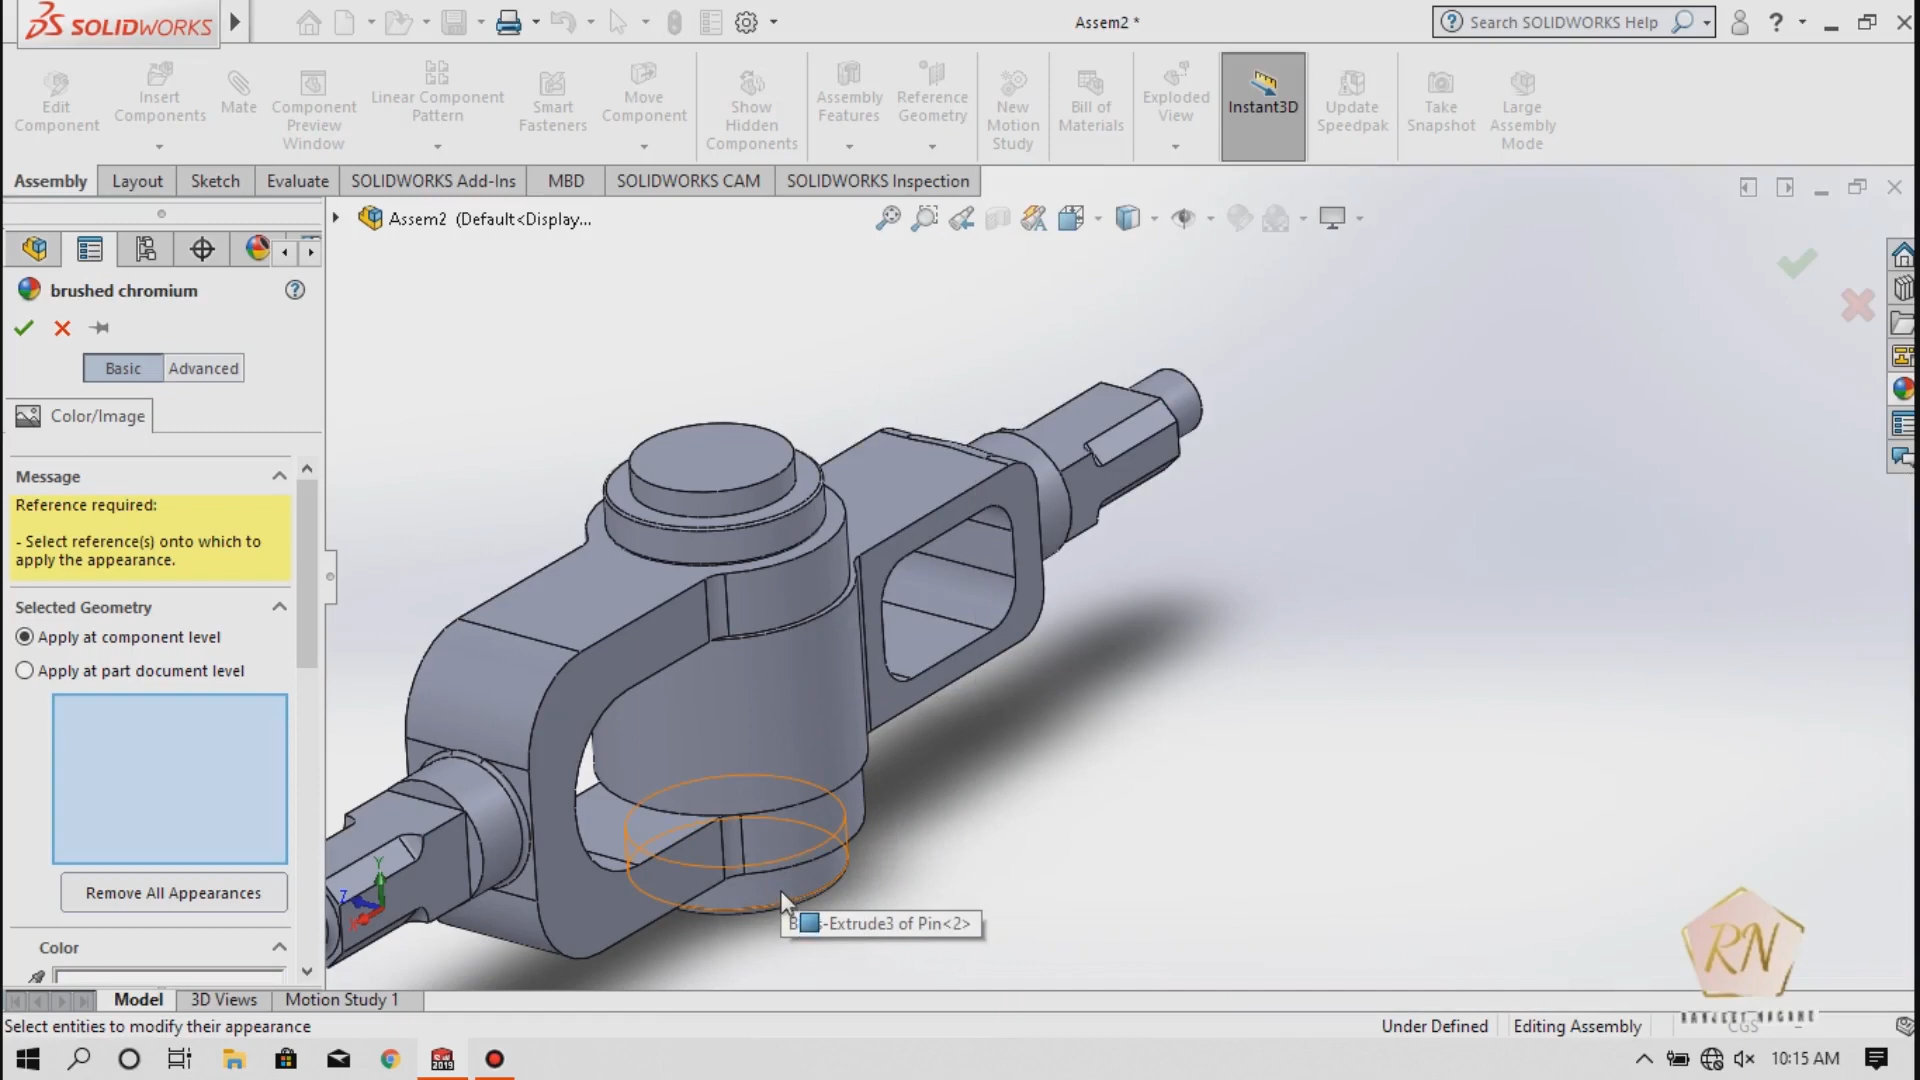 SOLIDWORKS
Assem2 *
Search SOLIDWORKS Help
?
Edit Component
Insert Components
Mate
Component Preview Window
Linear Component Pattern
Smart Fasteners
Move Component
Show Hidden Components
Assembly Features
Reference Geometry
New Motion Study
Bill of Materials
Exploded View
Instant3D
Update Speedpak
Take Snapshot
Large Assembly Mode
Assembly
Layout
Sketch
Evaluate
SOLIDWORKS Add-Ins
MBD
SOLIDWORKS CAM
SOLIDWORKS Inspection
Assem2 (Default<Display...
brushed chromium
Basic
Advanced
Color/Image
Message
Reference required:
- Select reference(s) onto which to
apply the appearance.
Selected Geometry
Apply at component level
Apply at part document level
Remove All Appearances
Color
Y
Z
-Extrude3 of Pin<2>
RN
Model
3D Views
Motion Study 1
Select entities to modify their appearance
Under Defined
Editing Assembly
CGS
2019
10:15 AM